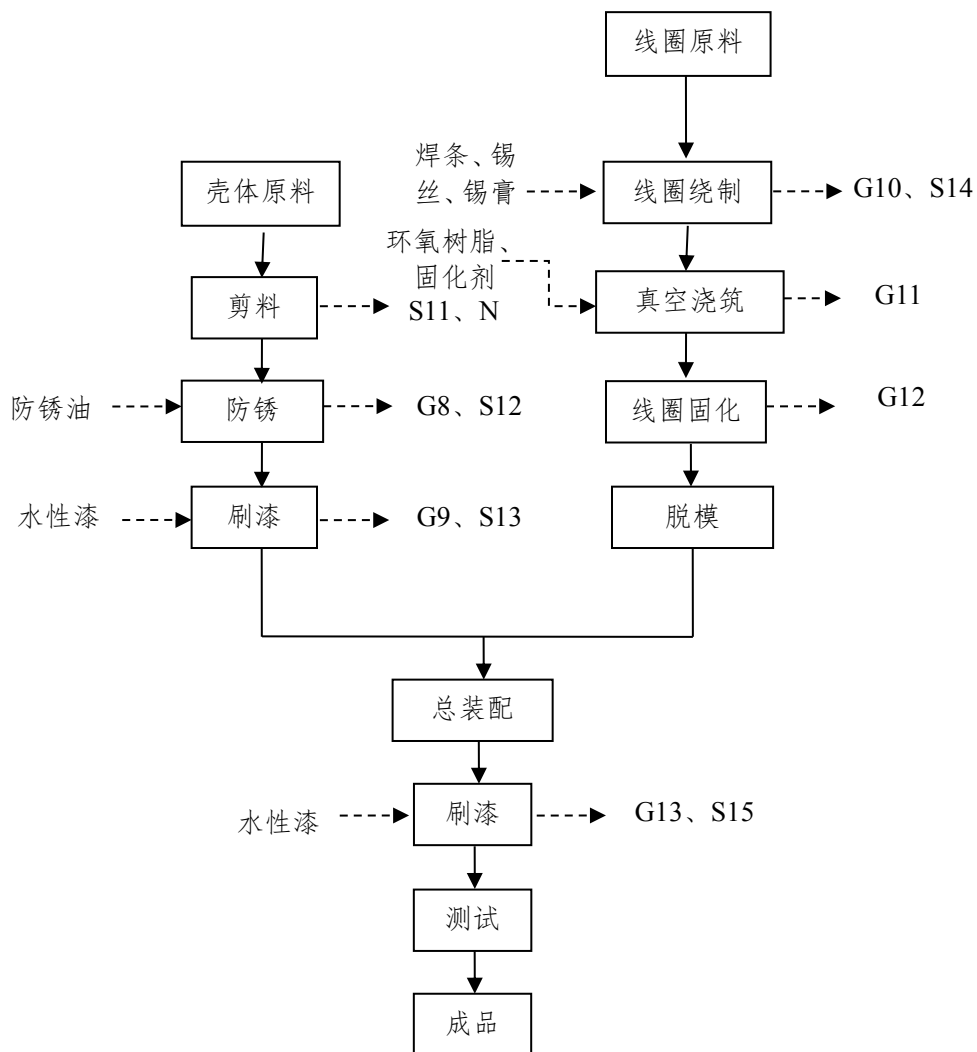 线圈原料
焊条、锡
丝、锡膏
线圈绕制
G10、S14
壳体原料
环氧树脂、
固化剂
真空浇筑
G11
剪料
S11、N
防锈油
防锈
G8、S12
线圈固化
G12
水性漆
刷漆
G9、S13
脱模
总装配
水性漆
刷漆
G13、S15
测试
成品